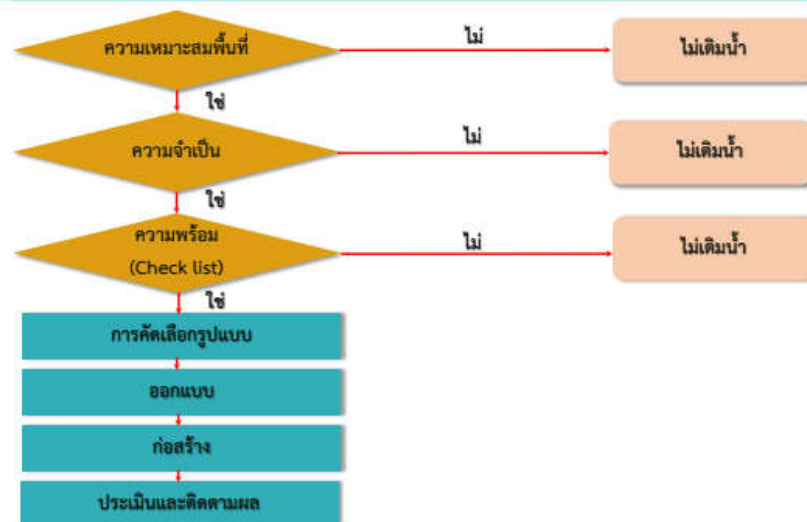 ความเหมาะสมพื้นที่
ไม่
ไม่เติมน้ำ
ใช่
ความจำเป็น
ไม่
ไม่เติมน้ำ
ใช่
ความพร้อม
(Check list)
ไม่
ไม่เติมน้ำ
ใช่
การคัดเลือกรูปแบบ
ออกแบบ
ก่อสร้าง
ประเมินและติดตามผล